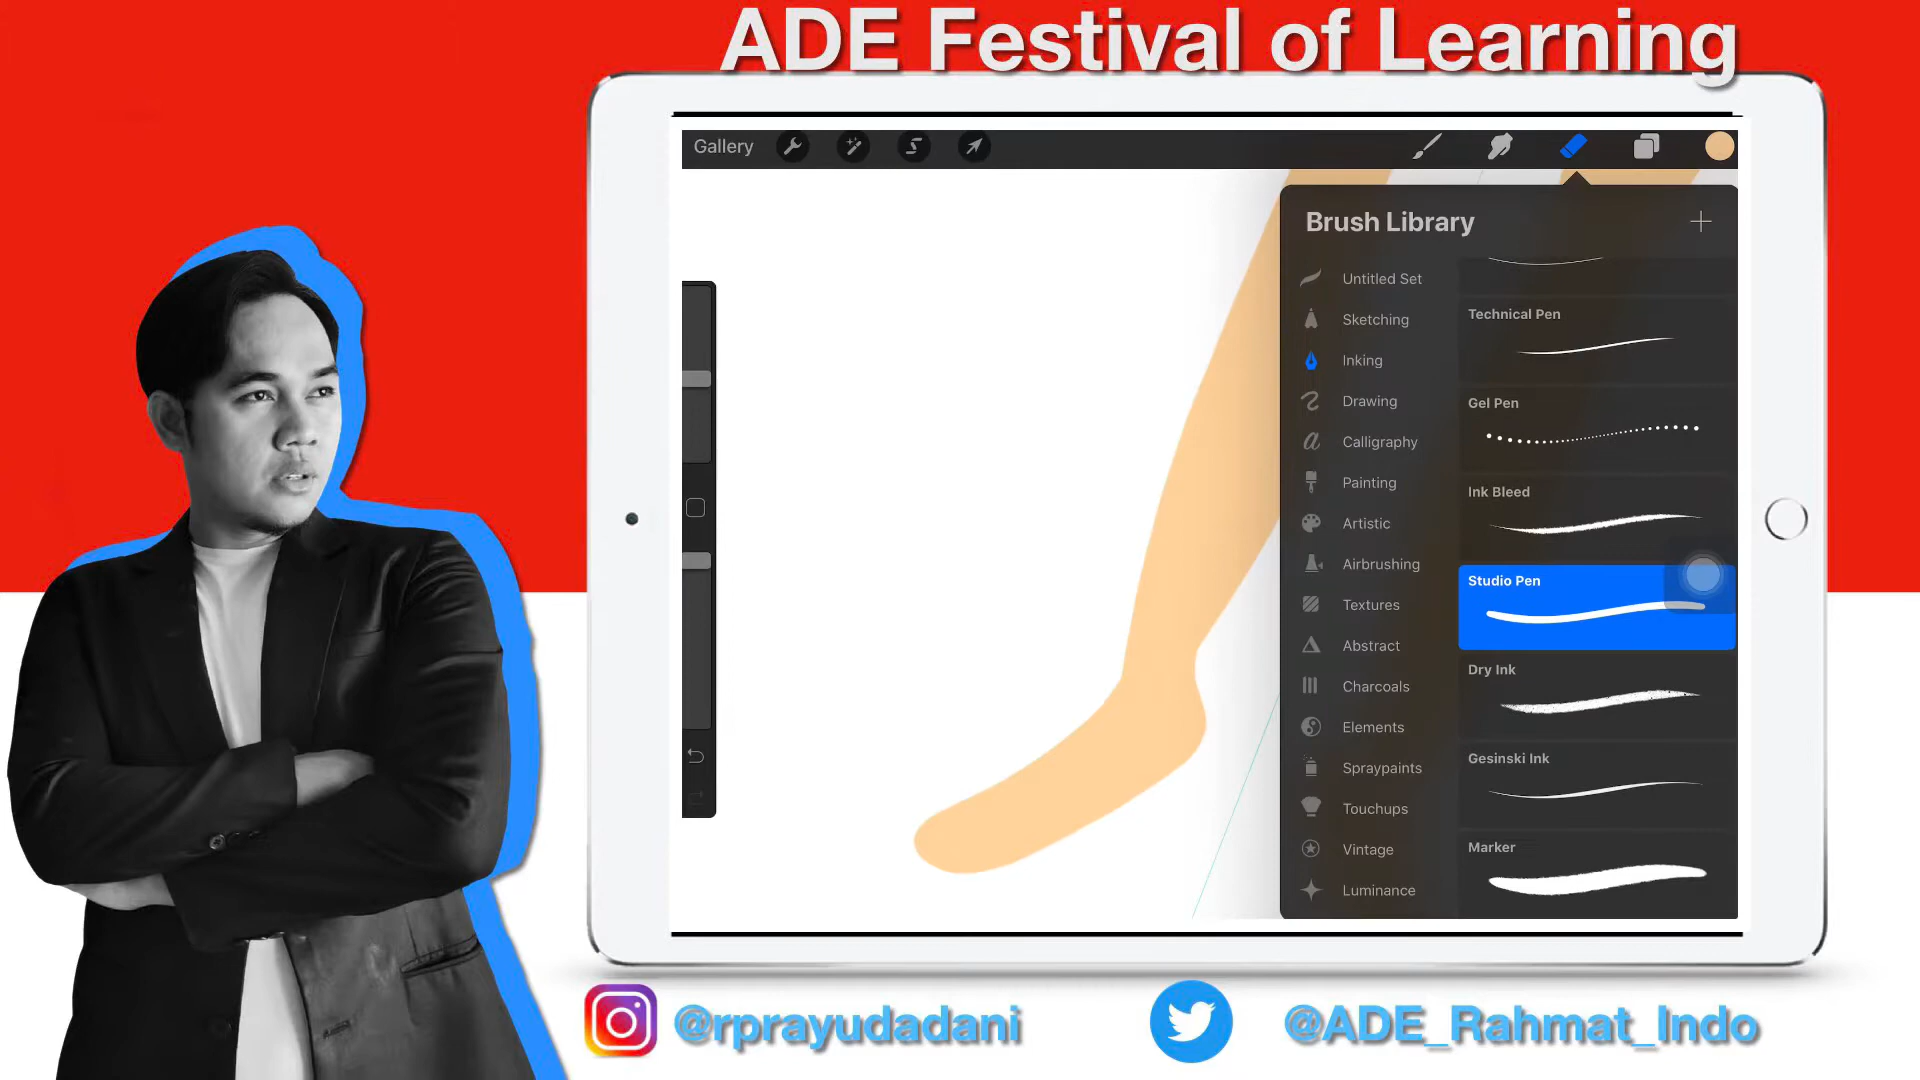 ADE Festival of Learning
Gallery
Brush Library
Untitled Set
Sketching
Inking
Drawing
Calligraphy
Painting
Artistic
Airbrushing
Textures
Abstract
Charcoals
Elements
Spraypaints
Touchups
Vintage
Luminance
Technical Pen
Gel Pen
Ink Bleed
Studio Pen
Dry Ink
Gesinski Ink
Marker
@rprayudadani
@ADE_Rahmat_Indo